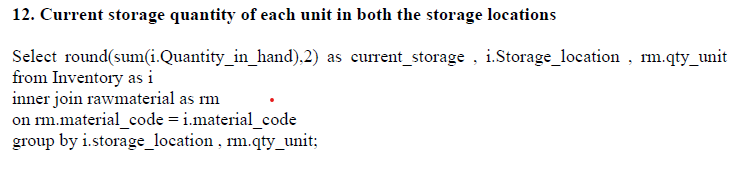 12. Current storage quantity of each unit in both the storage locations
Select round(sum(i.Quantity_in_hand),2) as current_storage , i.Storage_location , rm.qty_unit
from Inventory as i
inner join rawmaterial as rm
on rm.material_code = i.material_code
group by i.storage_location , rm.qty_unit;